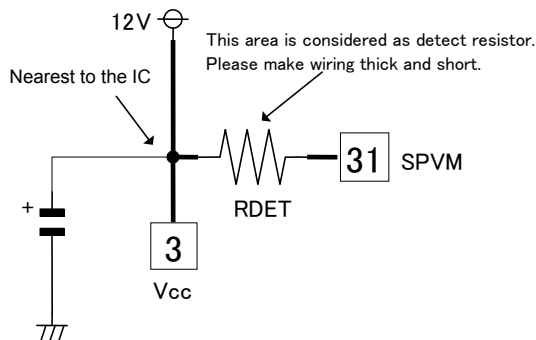 12V
This area is considered as detect resistor.
Please make wiring thick and short.
Nearest to the IC
+
31 SPVM
RDET
3
Vcc